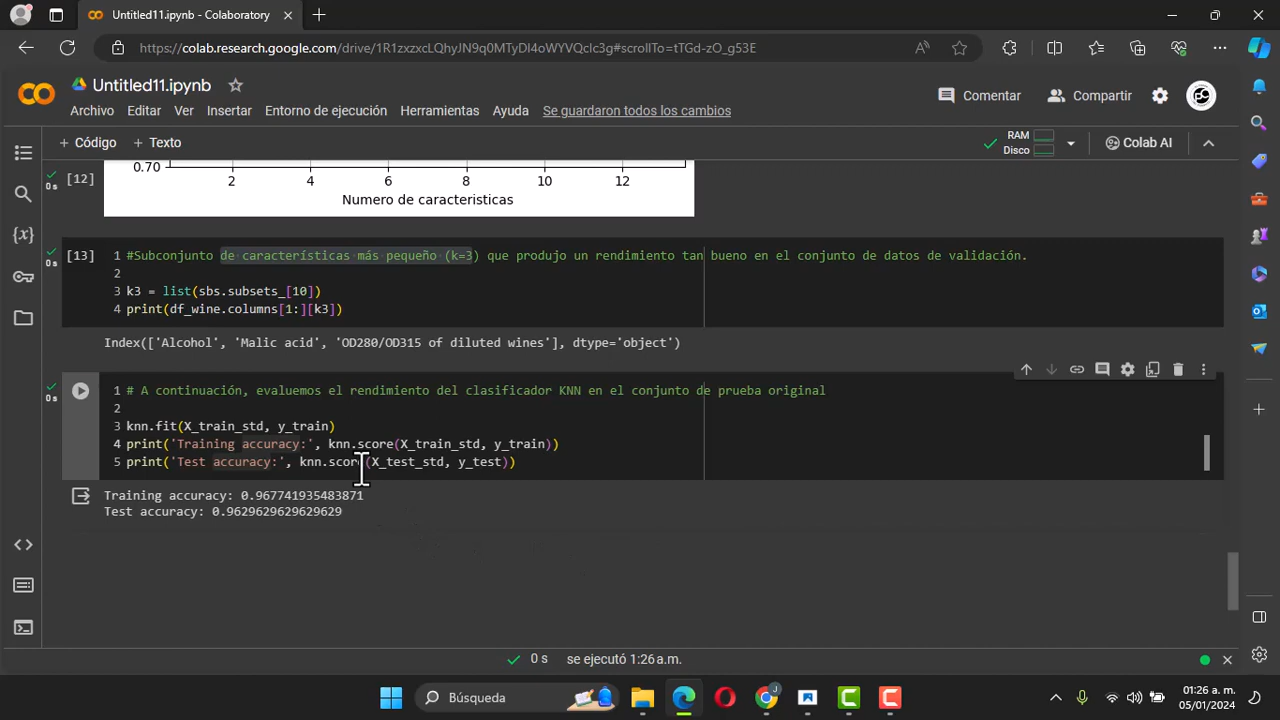 Untitled11.ipynb - Colaboratory
https://colab.research.google.com/drive/1R1zxzxcLQhyJN9q0MTyDl4oWYVQclc3g#scrollTo=tTGd-zO_g53E
Untitled11.ipynb
Archivo Editar Ver Insertar Entorno de ejecución Herramientas Ayuda Se guardaron todos los cambios
Comentar Compartir
+ Código + Texto
RAM
Disco
Colab AI
[12]
0s
0.70
2 4 6 8 10 12
Numero de caracteristicas
[13]
0s
1 #Subconjunto de características más pequeño (k=3) que produjo un rendimiento tan bueno en el conjunto de datos de validación.
2
3 k3 = list(sbs.subsets_[10])
4 print(df_wine.columns[1:][k3])
Index(['Alcohol', 'Malic acid', 'OD280/OD315 of diluted wines'], dtype='object')
0s
1 # A continuación, evaluemos el rendimiento del clasificador KNN en el conjunto de prueba original
2
3 knn.fit(X_train_std, y_train)
4 print('Training accuracy:', knn.score(X_train_std, y_train))
5 print('Test accuracy:', knn.score(X_test_std, y_test))
Training accuracy: 0.967741935483871
Test accuracy: 0.9629629629629629
0 s se ejecutó 1:26 a.m.
Búsqueda
01:26 a. m.
05/01/2024